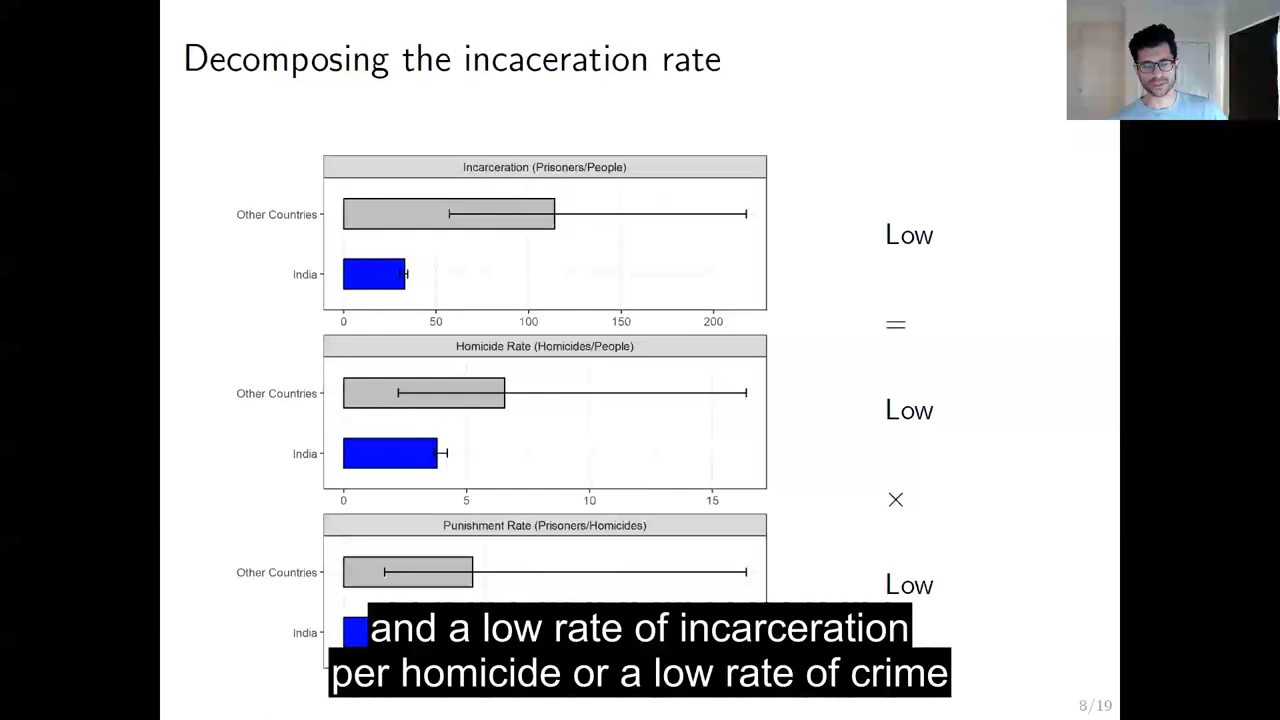 Decomposing the incaceration rate
Incarceration (Prisoners/People)
Other Countries
India
0 50 100 150 200
Low
=
Homicide Rate (Homicides/People)
Other Countries
India
0 5 10 15
Low
×
Punishment Rate (Prisoners/Homicides)
Other Countries
India
Low
and a low rate of incarceration
per homicide or a low rate of crime
8/19